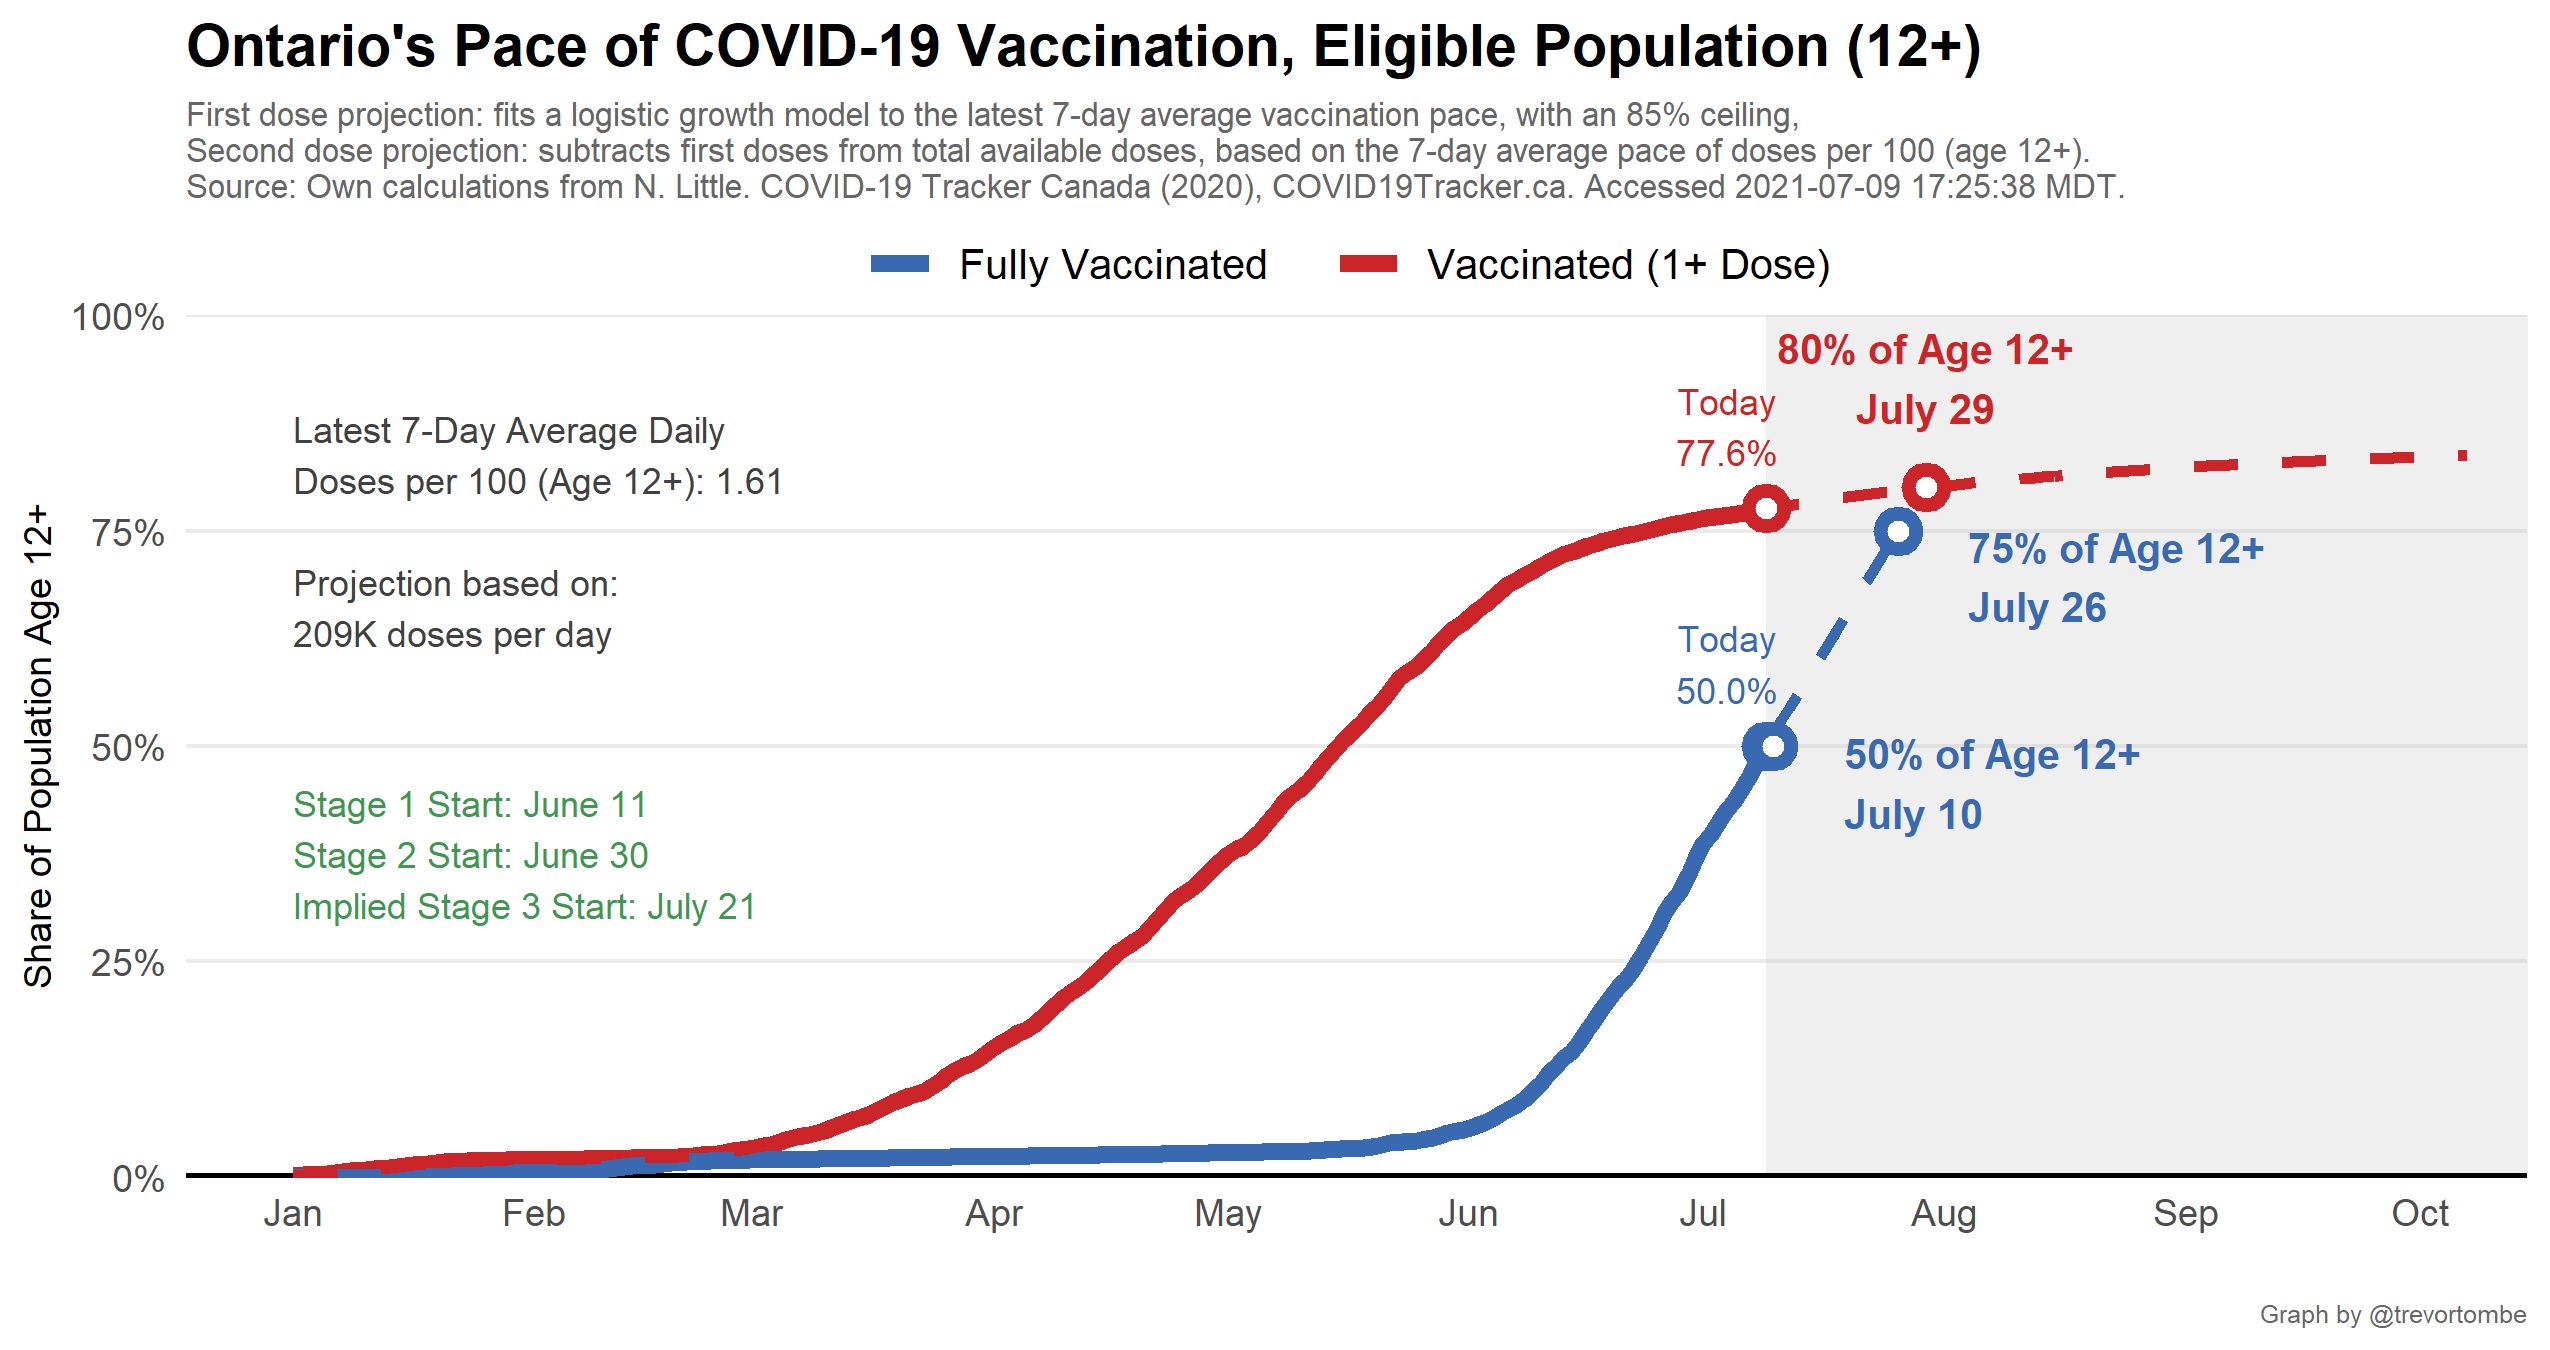 Ontario's Pace of COVID-19 Vaccination, Eligible Population (12+)
First dose projection: fits a logistic growth model to the latest 7-day average vaccination pace, with an 85% ceiling,
Second dose projection: subtracts first doses from total available doses, based on the 7-day average pace of doses per 100 (age 12+).
Source: Own calculations from N. Little. COVID-19 Tracker Canada (2020), COVID19Tracker.ca. Accessed 2021-07-09 17:25:38 MDT.
Fully Vaccinated
Vaccinated (1+ Dose)
Share of Population Age 12+
100%
75%
50%
25%
0%
Latest 7-Day Average Daily
Doses per 100 (Age 12+): 1.61
Projection based on:
209K doses per day
Stage 1 Start: June 11
Stage 2 Start: June 30
Implied Stage 3 Start: July 21
80% of Age 12+
July 29
Today
77.6%
75% of Age 12+
July 26
Today
50.0%
50% of Age 12+
July 10
Jan
Feb
Mar
Apr
May
Jun
Jul
Aug
Sep
Oct
Graph by @trevortombe